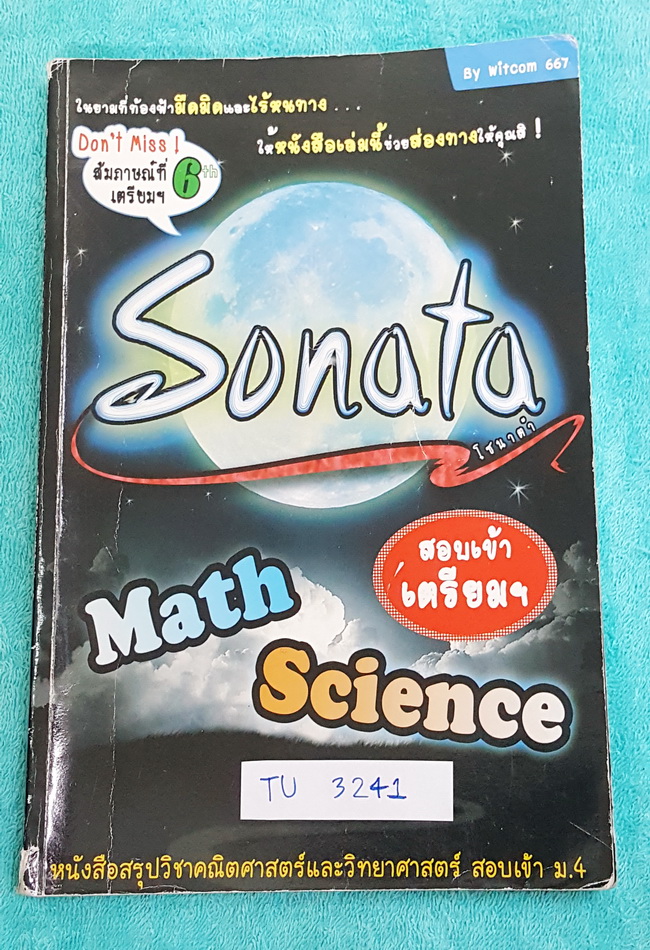 By Witcom 667
ในยามที่ท้องฟ้ามืดมิดและไร้หนทาง . . .
ให้หนังสือเล่มนี้ช่วยส่องทางให้คุณสิ !
Don't Miss !
สัมภาษณ์ที่ 6th
เตรียมฯ
Sonata
โซนาต้า
สอบเข้า
เตรียมฯ
Math
Science
TU 3241
หนังสือสรุปวิชาคณิตศาสตร์และวิทยาศาสตร์ สอบเข้า ม.4